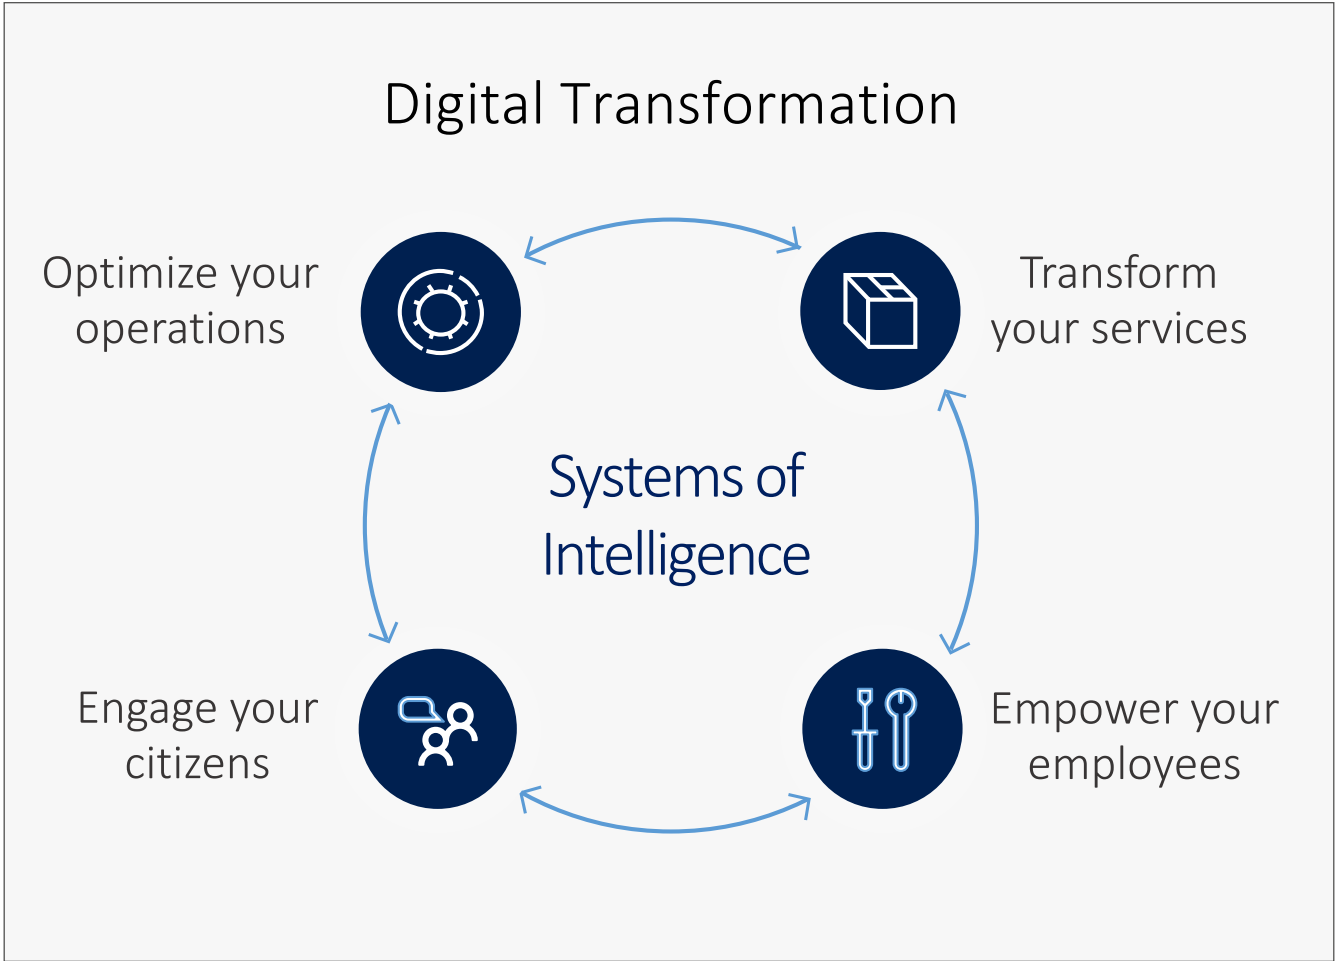 Digital Transformation
Optimize your
operations
Transform
your services
Systems of
Intelligence
Engage your
citizens
Empower your
employees